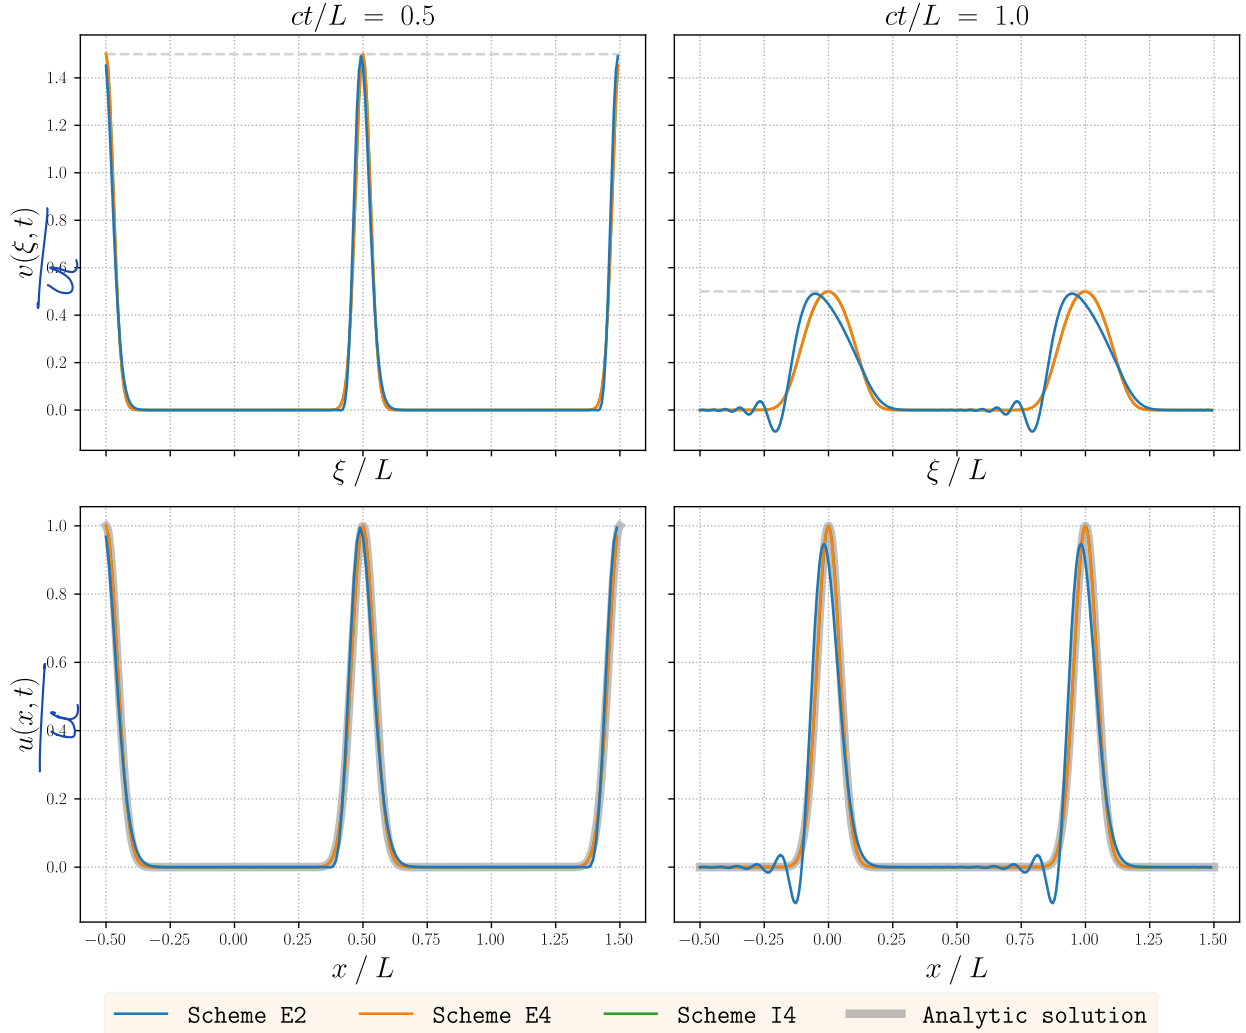 ct/L = 0.5
ct/L = 1.0
1.4
1.2
1.0
0.8
0.6
0.4
0.2
0.0
v(ξ, t)
U
ξ / L
ξ / L
1.0
0.8
0.6
0.4
0.2
0.0
u(x, t)
U
−0.50 −0.25 0.00 0.25 0.50 0.75 1.00 1.25 1.50
−0.50 −0.25 0.00 0.25 0.50 0.75 1.00 1.25 1.50
x / L
x / L
Scheme E2 Scheme E4 Scheme I4 Analytic solution